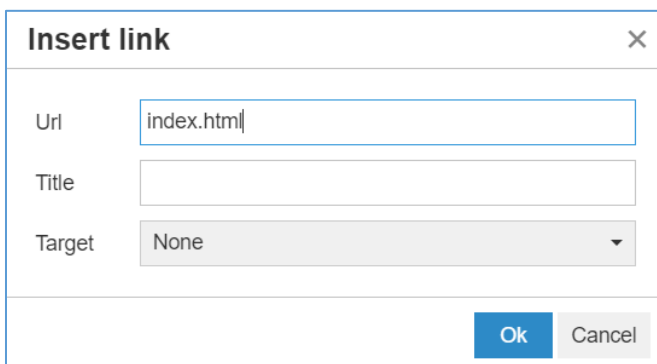 Insert link ×
Url index.html
Title
Target None
Ok Cancel